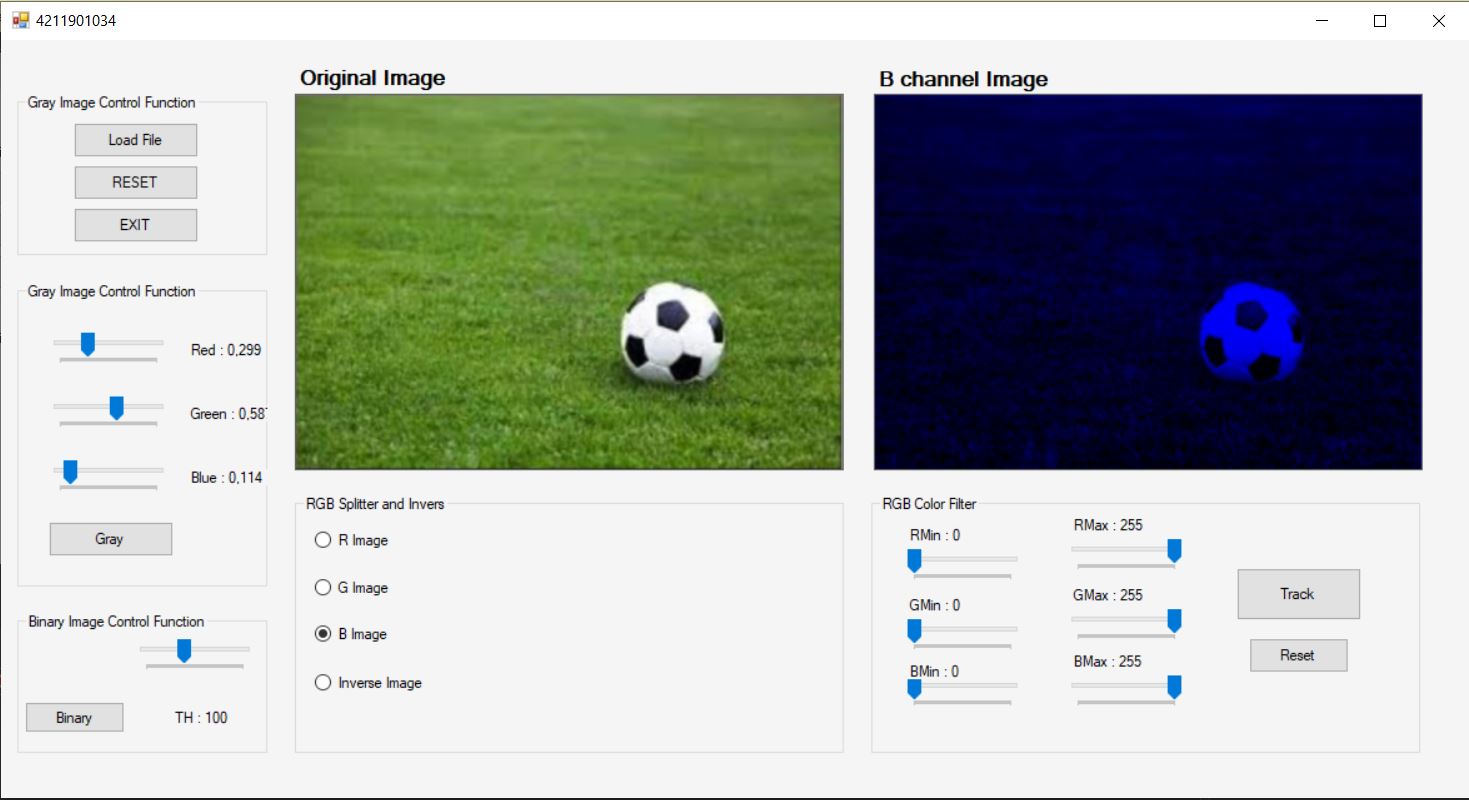 4211901034
Gray Image Control Function
Load File
RESET
EXIT
Gray Image Control Function
Red : 0,299
Green : 0,587
Blue : 0,114
Gray
Binary Image Control Function
Binary
TH : 100
Original Image
B channel Image
RGB Splitter and Invers
R Image
G Image
B Image
Inverse Image
RGB Color Filter
RMin : 0
RMax : 255
GMin : 0
GMax : 255
BMin : 0
BMax : 255
Track
Reset